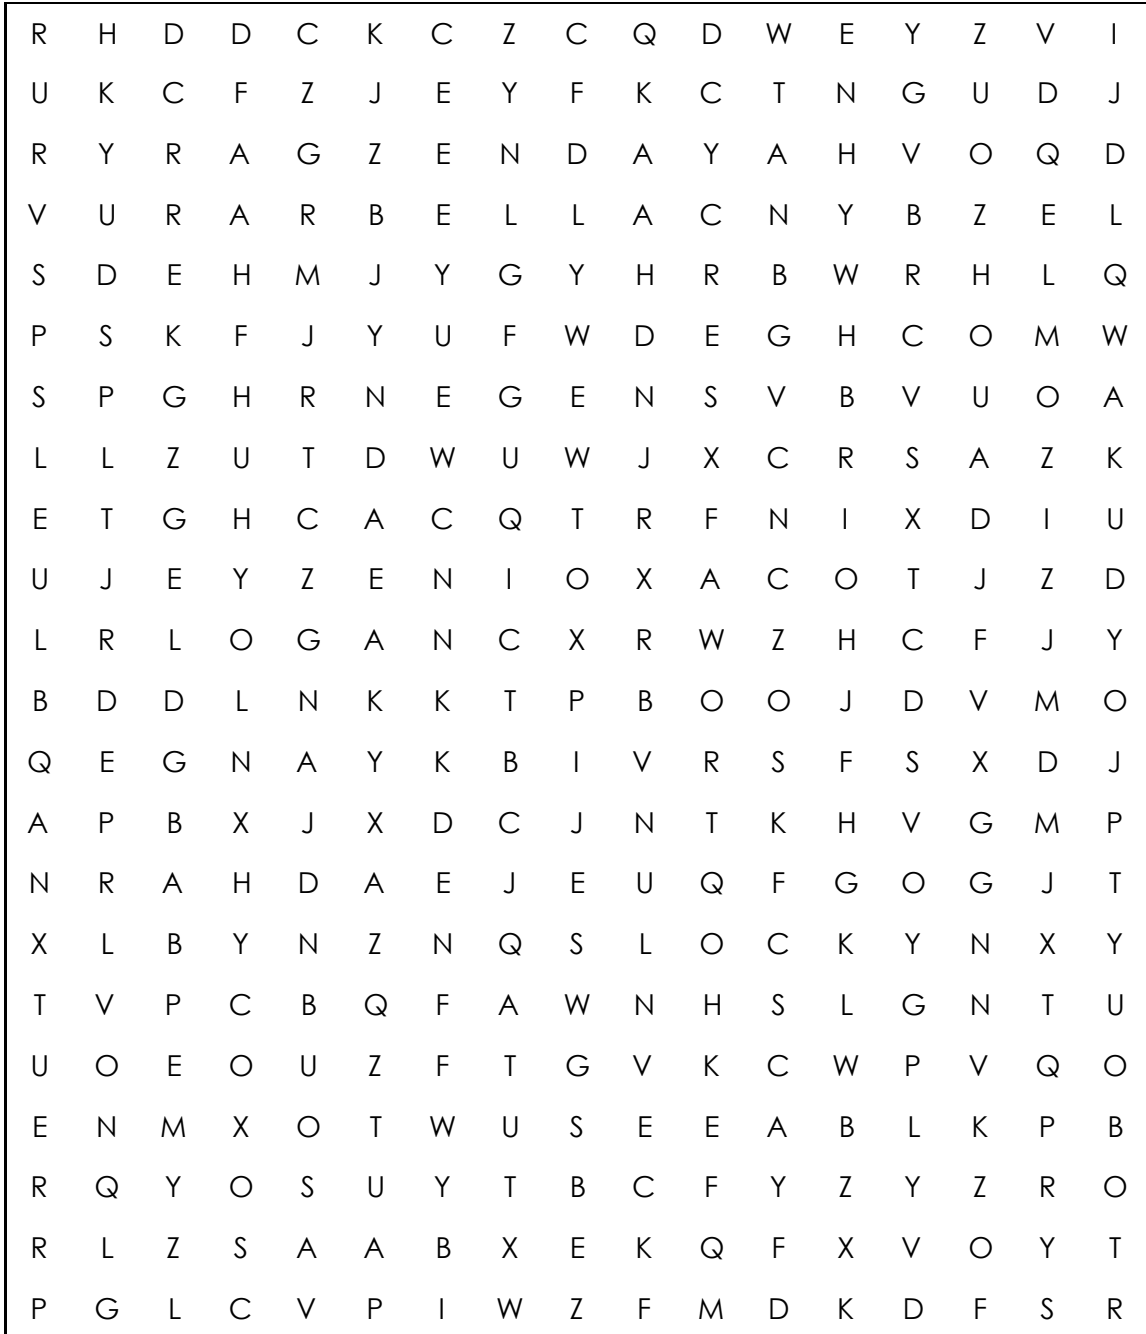 R H D D C K C Z C Q D W E Y Z V I
U K C F Z J E Y F K C T N G U D J
R Y R A G Z E N D A Y A H V O Q D
V U R A R B E L L A C N Y B Z E L
S D E H M J Y G Y H R B W R H L Q
P S K F J Y U F W D E G H C O M W
S P G H R N E G E N S V B V U O A
L L Z U T D W U W J X C R S A Z K
E T G H C A C Q T R F N I X D I U
U J E Y Z E N I O X A C O T J Z D
L R L O G A N C X R W Z H C F J Y
B D D L N K K T P B O O J D V M O
Q E G N A Y K B I V R S F S X D J
A P B X J X D C J N T K H V G M P
N R A H D A E J E U Q F G O G J T
X L B Y N Z N Q S L O C K Y N X Y
T V P C B Q F A W N H S L G N T U
U O E O U Z F T G V K C W P V Q O
E N M X O T W U S E E A B L K P B
R Q Y O S U Y T B C F Y Z Y Z R O
R L Z S A A B X E K Q F X V O Y T
P G L C V P I W Z F M D K D F S R